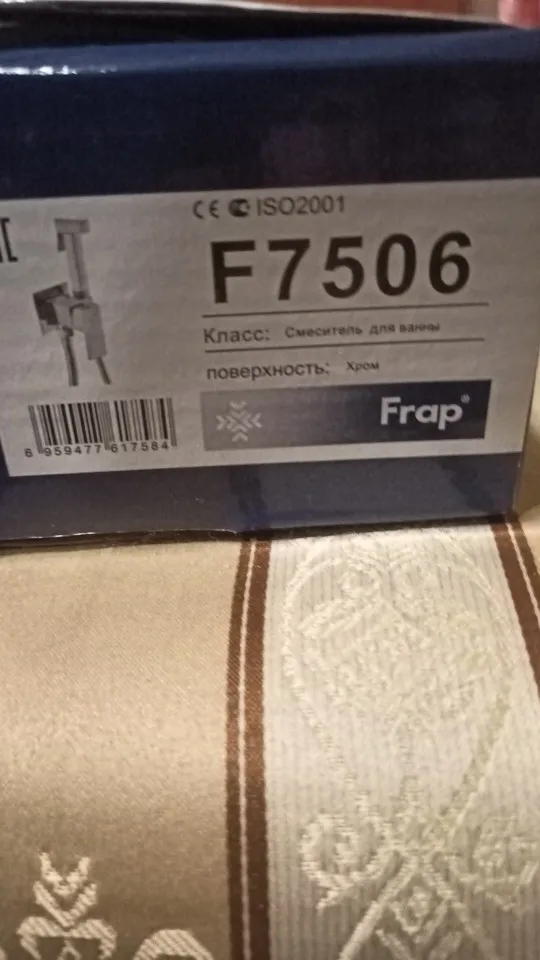 CE ISO2001
F7506
Класс: Смеситель для ванны
поверхность: Хром
Frap®
6 959477 617584